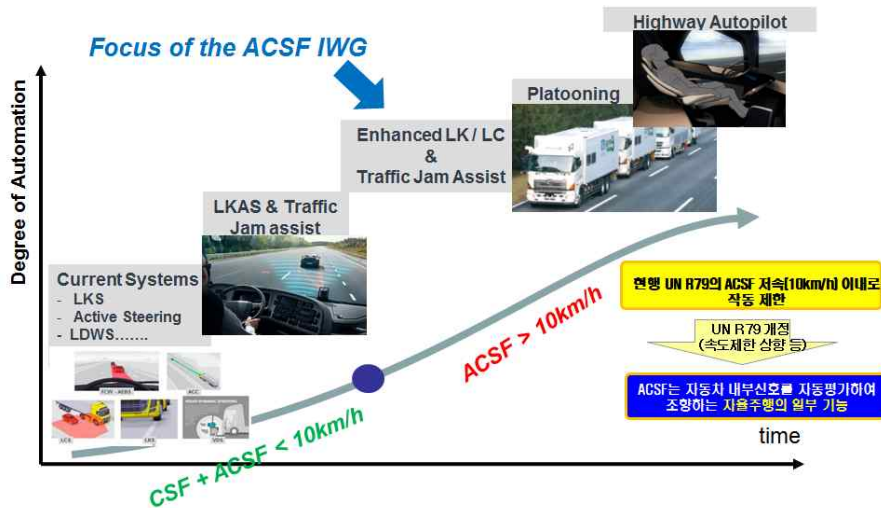 Focus of the ACSF IWG
Highway Autopilot
Platooning
Enhanced LK / LC
&
Traffic Jam Assist
LKAS & Traffic
Jam assist
Current Systems
- LKS
- Active Steering
- LDWS.......
ACC
LCS
LKS
VDS
Degree of Automation
CSF + ACSF < 10km/h
ACSF > 10km/h
현행 UN R79의 ACSF 저속(10km/h) 이내로
작동 제한
UN R79 개정
(속도제한 상향 등)
ACSF는 자동차 내부신호를 자동평가하여
조향하는 자율주행의 일부 기능
time